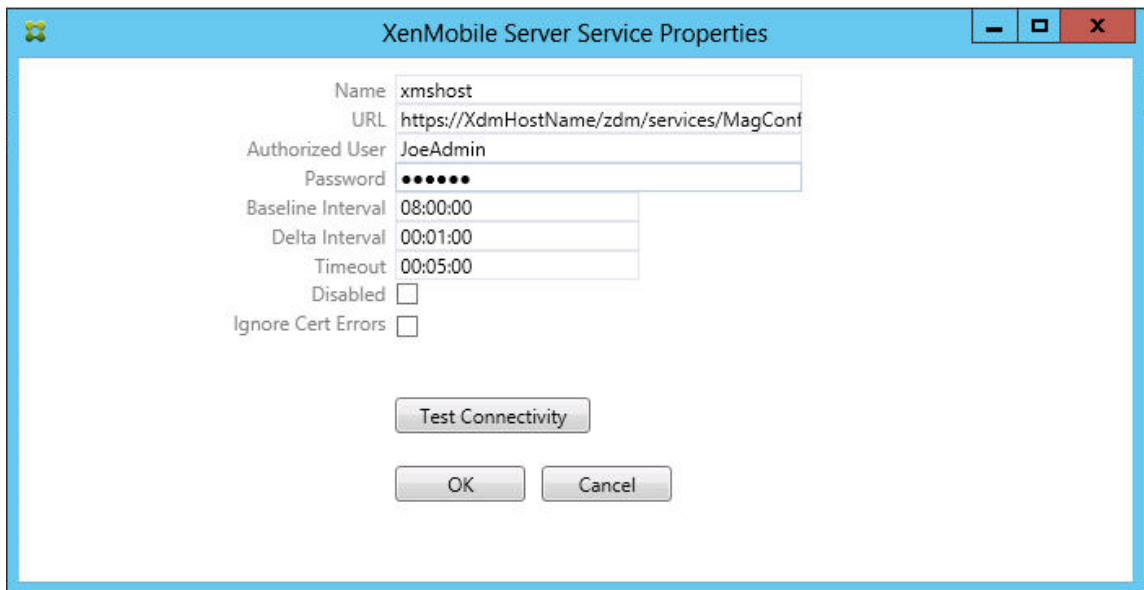 XenMobile Server Service Properties
Name xmshost
URL https://XdmHostName/zdm/services/MagConf
Authorized User JoeAdmin
Password ●●●●●●
Baseline Interval 08:00:00
Delta Interval 00:01:00
Timeout 00:05:00
Disabled
Ignore Cert Errors
Test Connectivity
OK Cancel